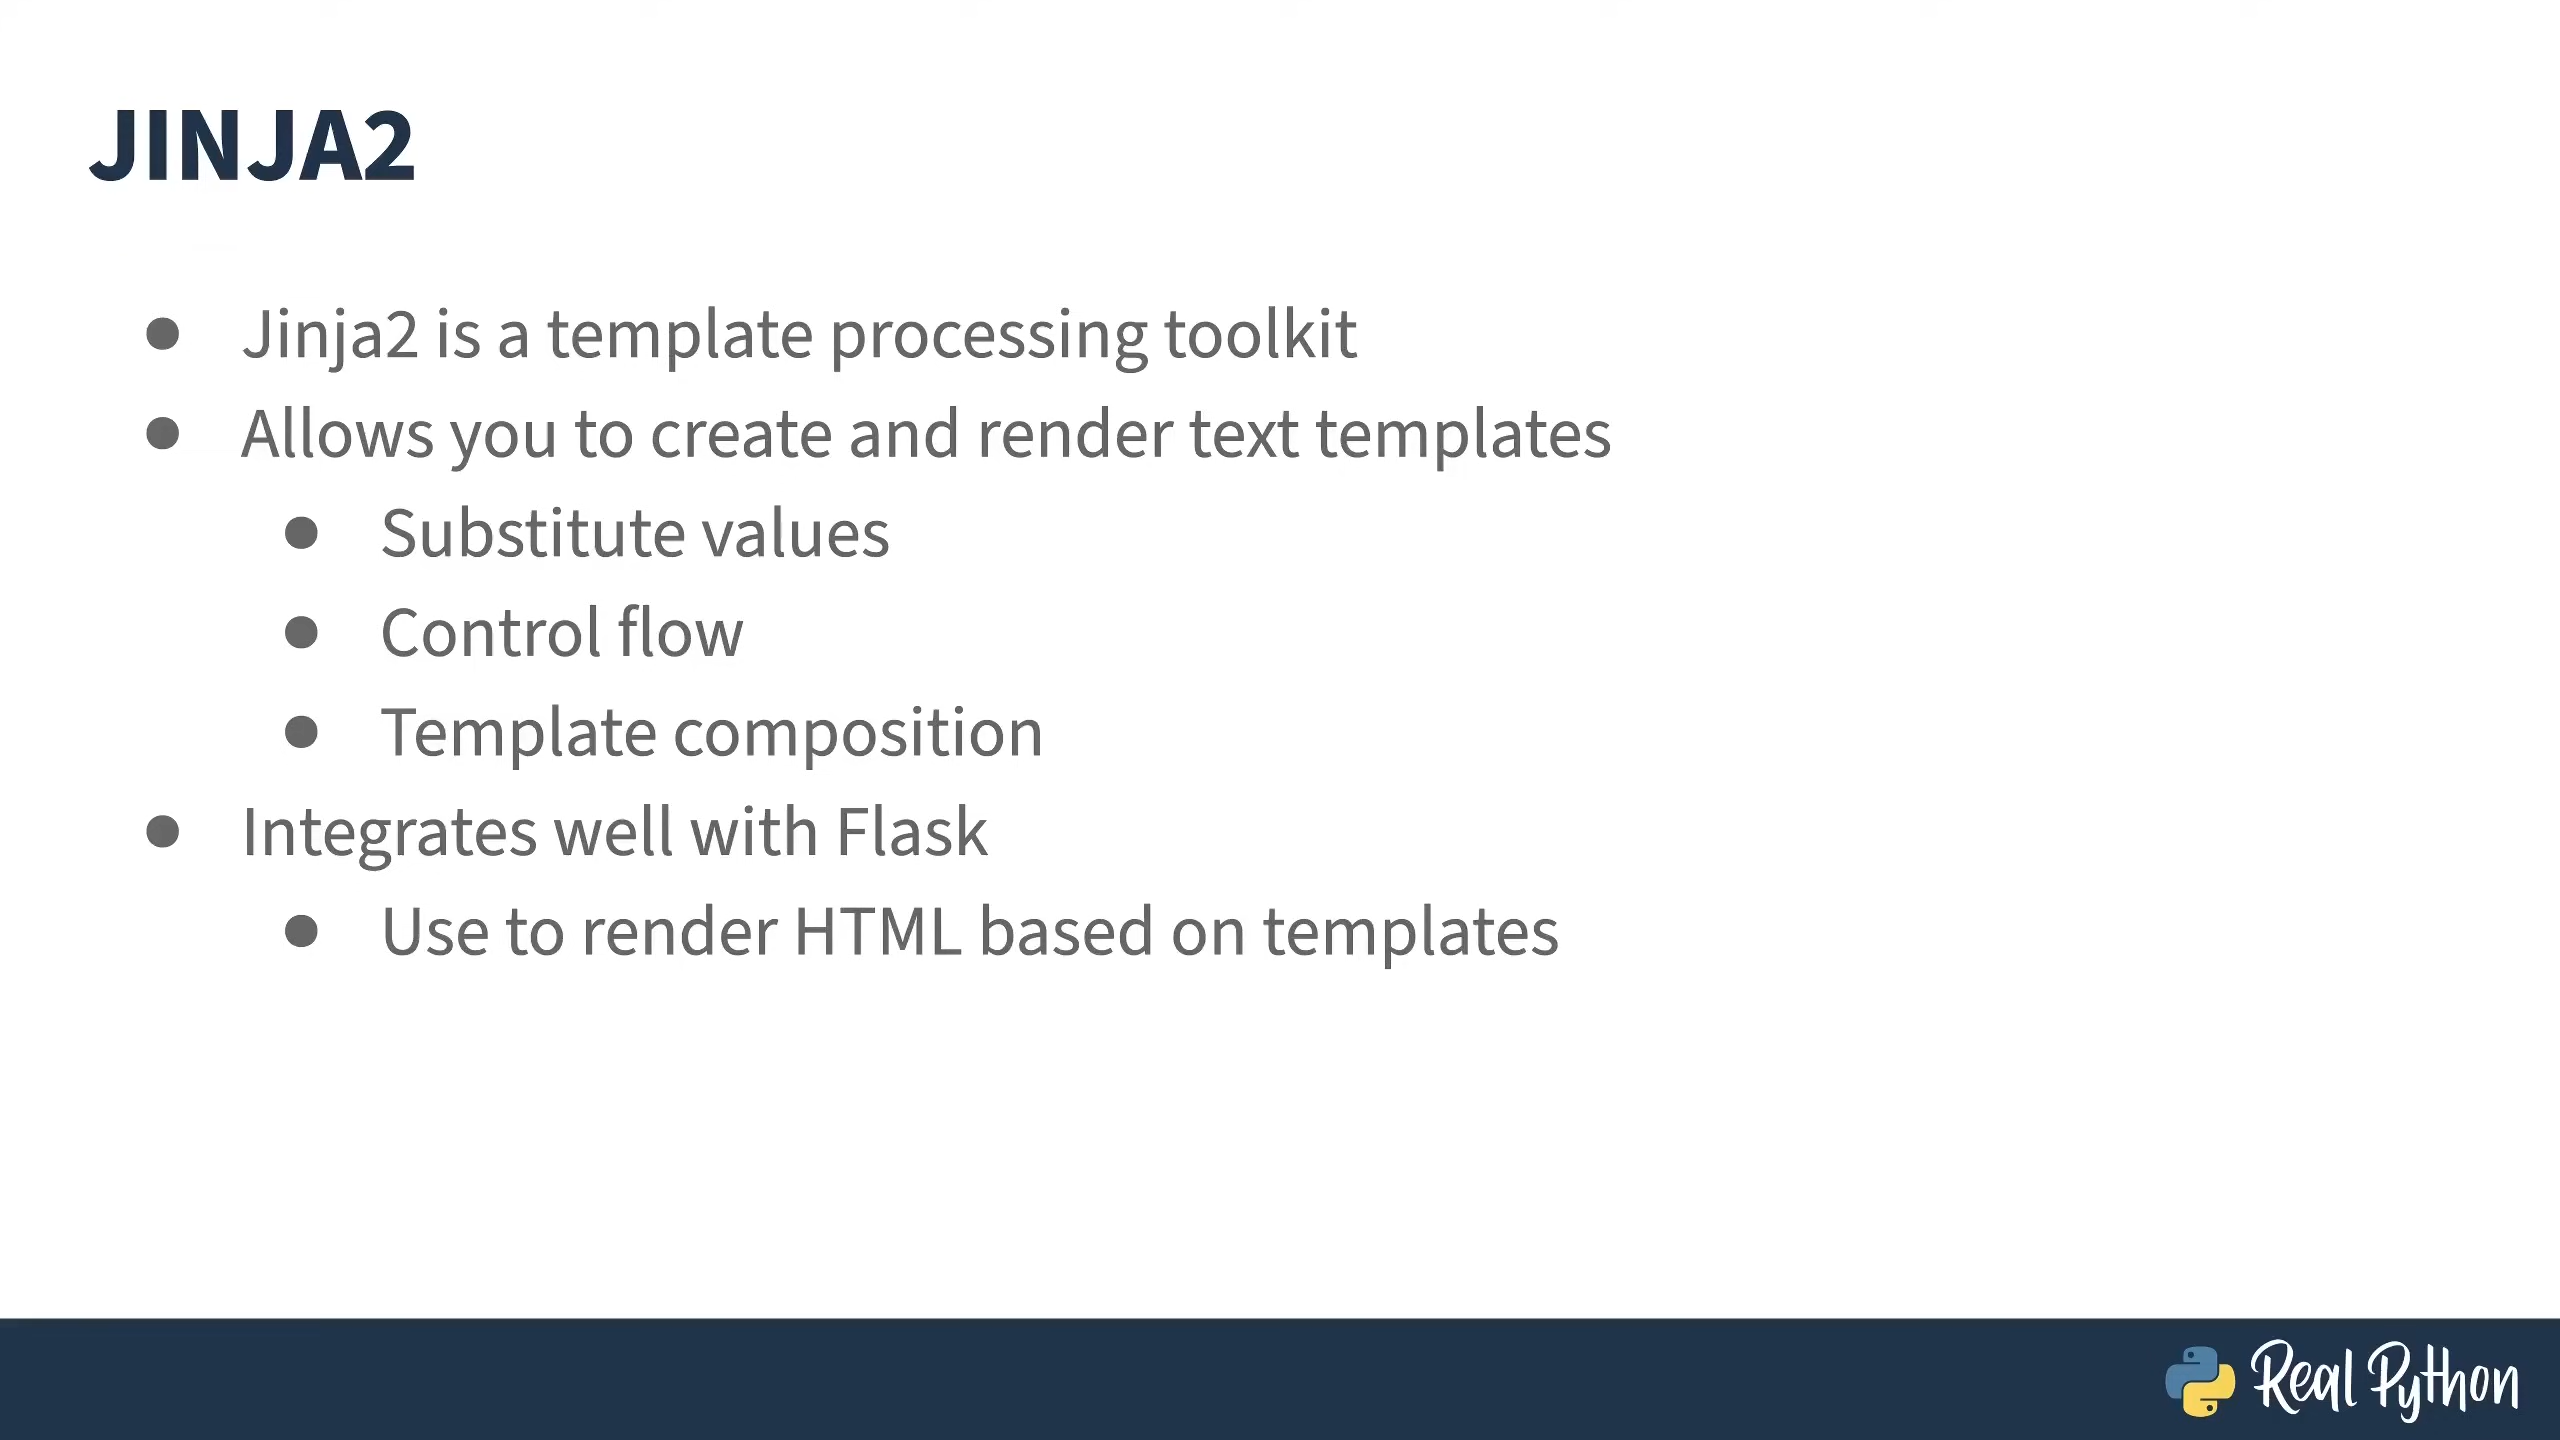 JINJA2
● Jinja2 is a template processing toolkit
● Allows you to create and render text templates
● Substitute values
● Control flow
● Template composition
● Integrates well with Flask
● Use to render HTML based on templates
Real Python